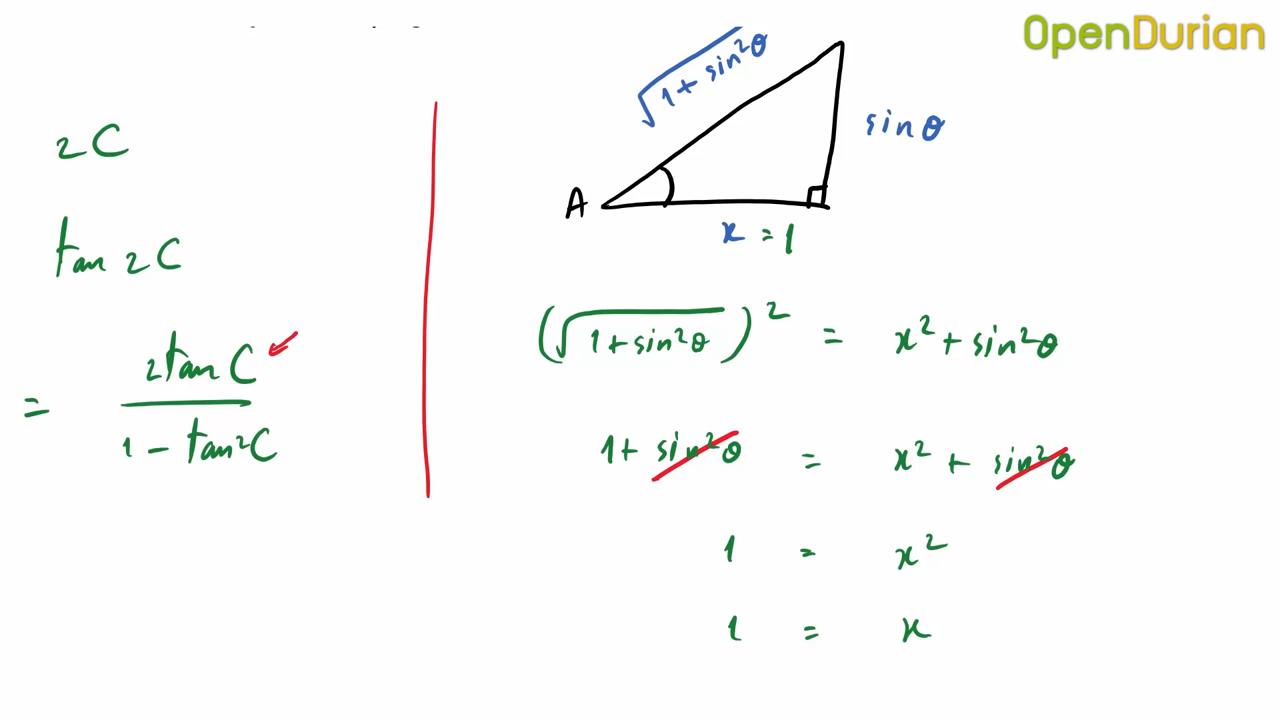 OpenDurian
2C
tan 2C
= 2tan C / 1 - tan²C
√1 + sin²θ
sin θ
A
x = 1
(√1 + sin²θ)² = x² + sin²θ
1 + sin²θ = x² + sin²θ
1 = x²
1 = x